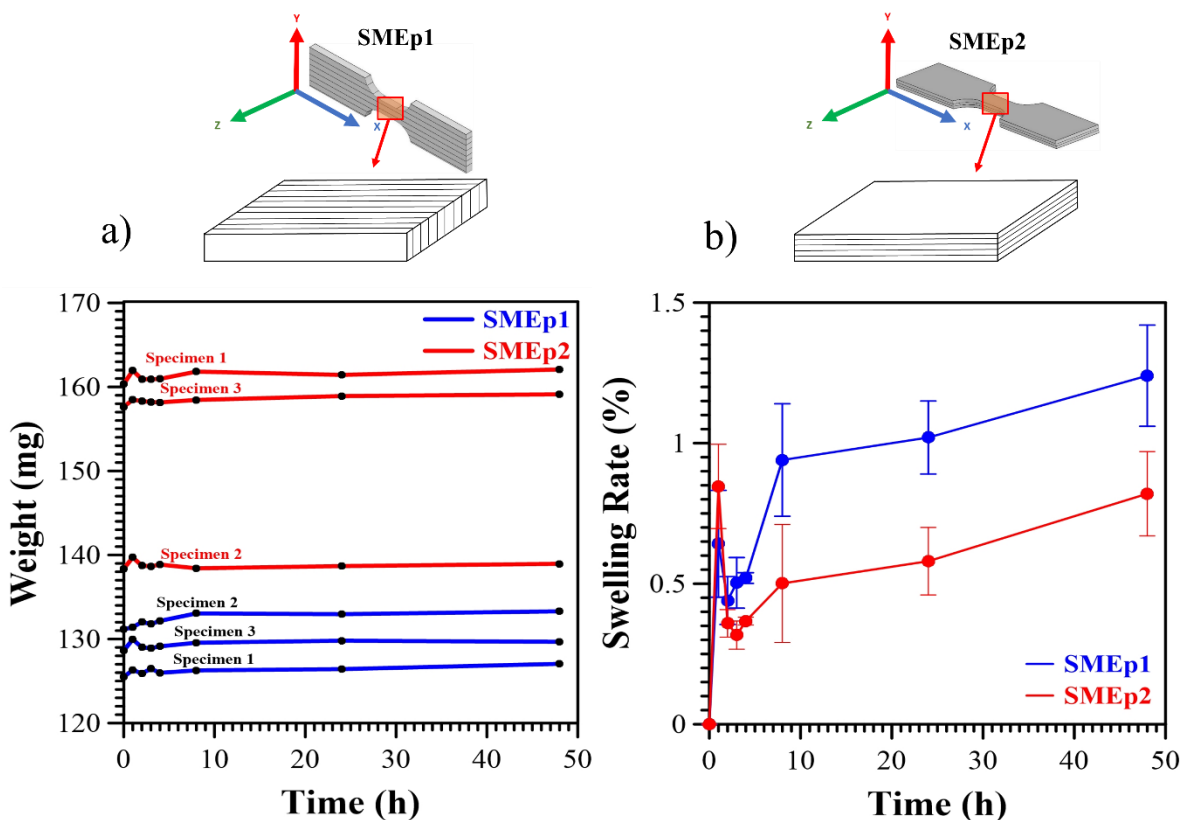 SMEp1
Y
Z
X
a)
SMEp2
Y
Z
X
b)
170
160
150
140
130
120
Weight (mg)
SMEp1
SMEp2
Specimen 1
Specimen 3
Specimen 2
Specimen 2
Specimen 3
Specimen 1
0
10
20
30
40
50
Time (h)
1.5
1
0.5
0
Swelling Rate (%)
SMEp1
SMEp2
0
10
20
30
40
50
Time (h)